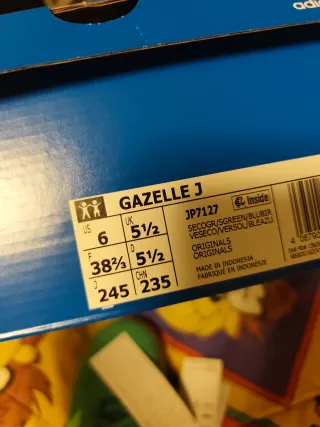 adi
GAZELLE J
US 6 UK 5½
JP7127
Inside
F 38⅔ D 5½
SECOGR/SGREEN/BLUBIR
VESECO/VERSOL/BLEAZU
J 245 CHN 235
ORIGINALS
ORIGINALS
MADE IN INDONESIA
FABRIQUÉ EN INDONÉSIE